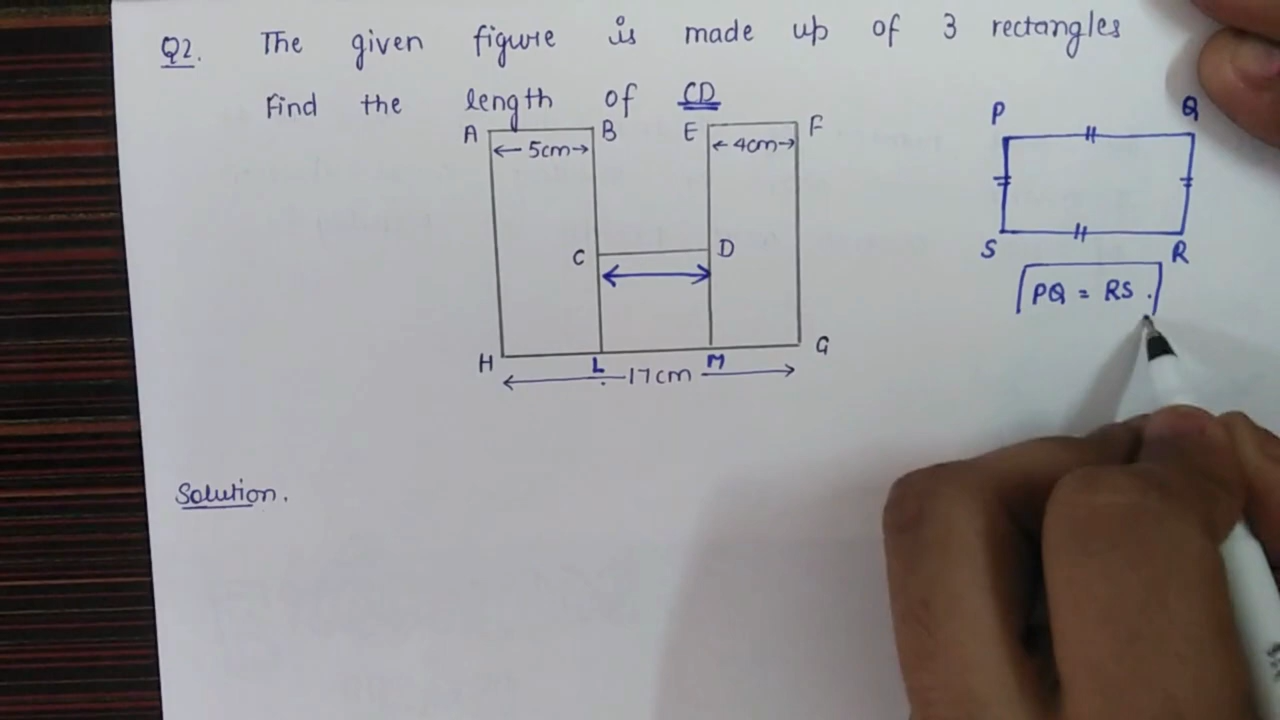 Q2. The given figure is made up of 3 rectangles
Find the length of CD
A B E F
5cm 4cm
P Q
C D
S R
PQ = RS.
H L M G
17cm
Solution.